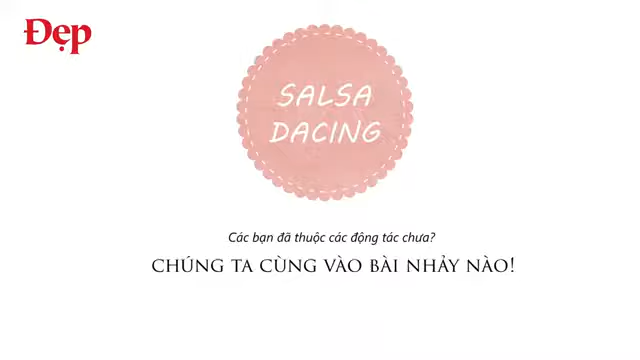 Đẹp
SALSA
DACING
Các bạn đã thuộc các động tác chưa?
CHÚNG TA CÙNG VÀO BÀI NHẢY NÀO!